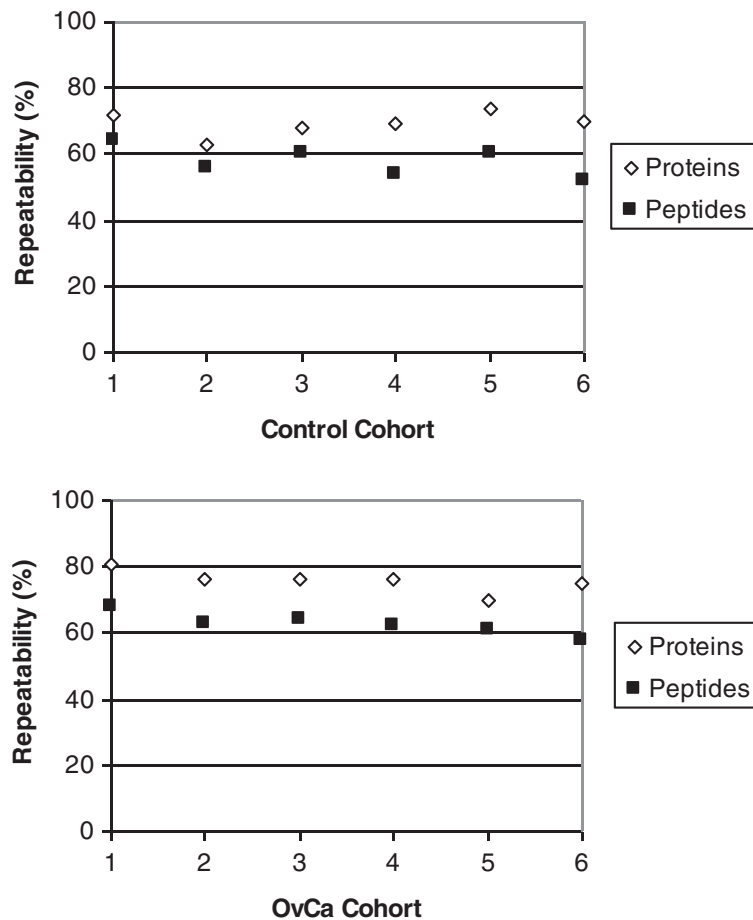 100
80
60
40
20
0
Repeatability (%)
1 2 3 4 5 6
Control Cohort
Proteins
Peptides
100
80
60
40
20
0
Repeatability (%)
1 2 3 4 5 6
OvCa Cohort
Proteins
Peptides